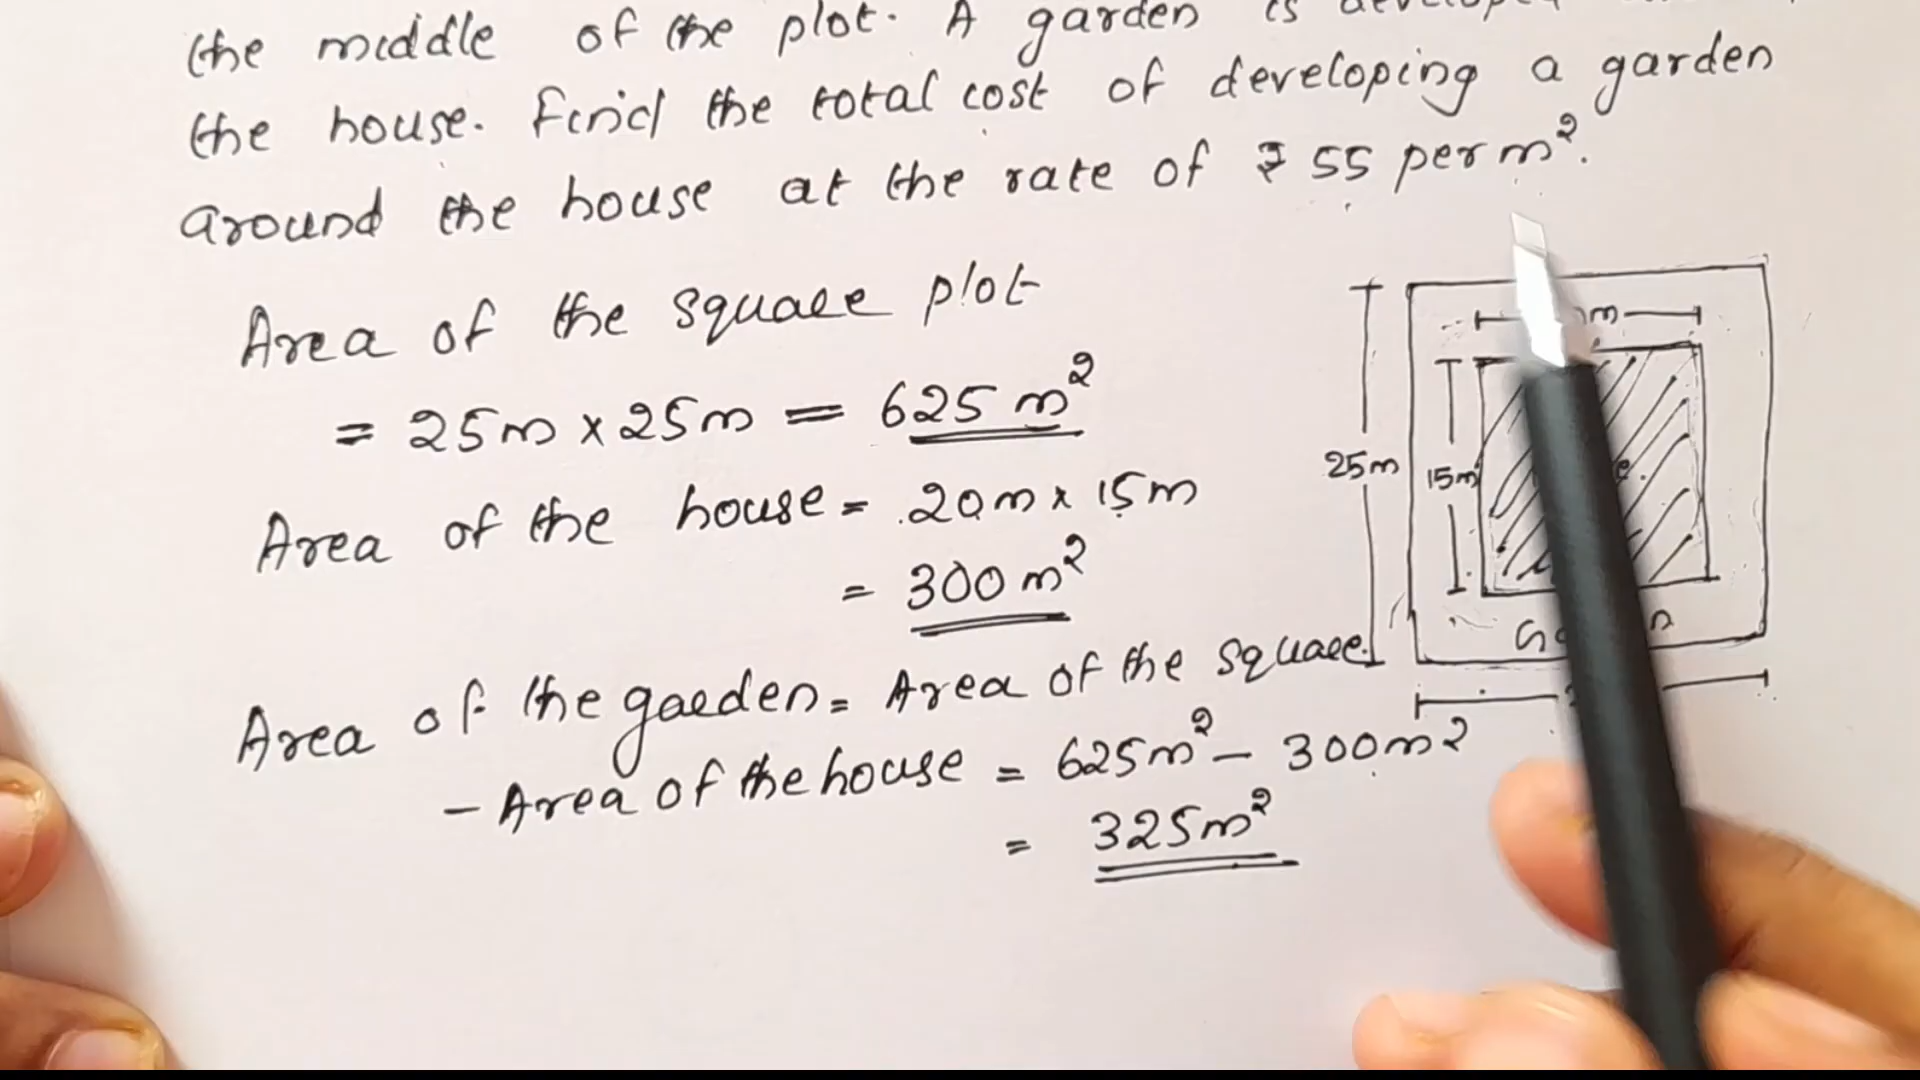 the middle of the plot. A garden is
the house. Find the total cost of developing a garden
around the house at the rate of ₹ 55 per m².
Area of the square plot
= 25m × 25m = 625 m²
Area of the house = 20m × 15m
= 300 m²
Area of the garden = Area of the square
- Area of the house = 625m² - 300m²
= 325m²
m
25m
15m